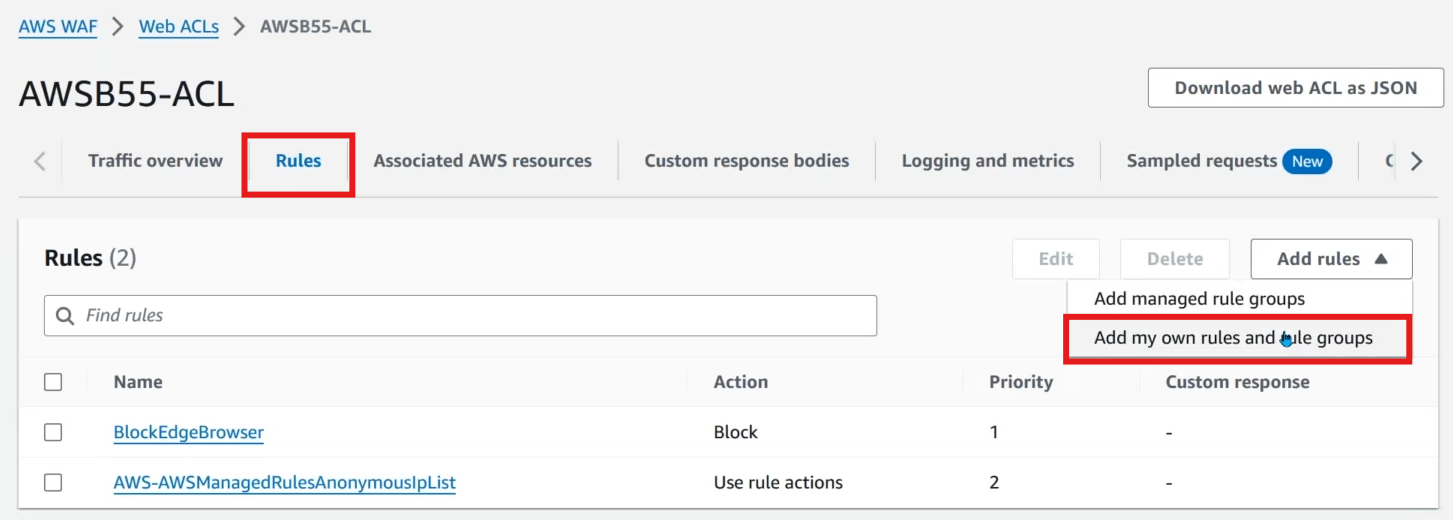 AWS WAF > Web ACLs > AWSB55-ACL
AWSB55-ACL
Download web ACL as JSON
Traffic overview
Rules
Associated AWS resources
Custom response bodies
Logging and metrics
Sampled requests New
Rules (2)
Edit
Delete
Add rules
Add managed rule groups
Find rules
Add my own rules and rule groups
Name Action Priority Custom response
BlockEdgeBrowser Block 1 -
AWS-AWSManagedRulesAnonymousIpList Use rule actions 2 -